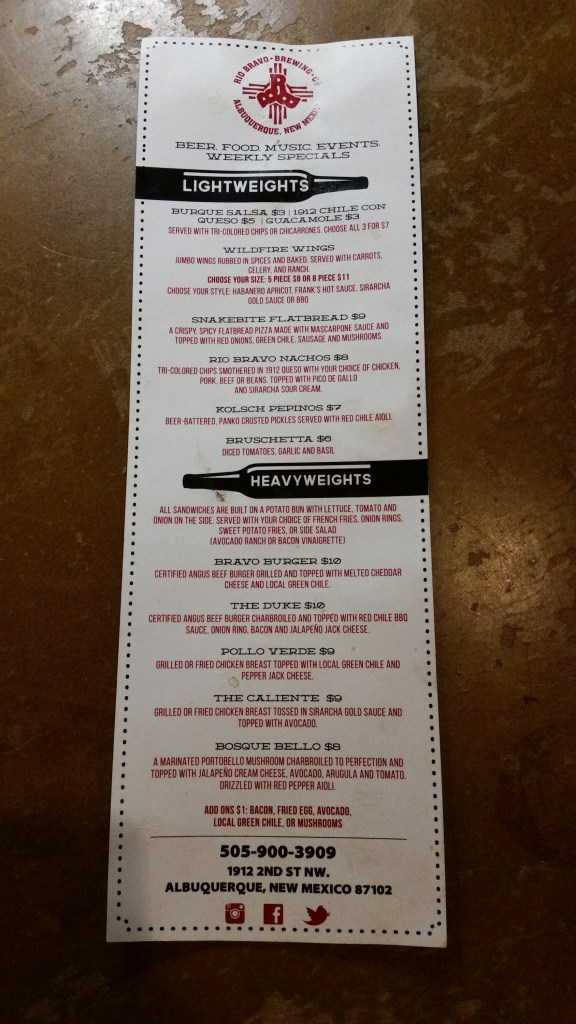 RIO BRAVO • BREWING • CO
ALBUQUERQUE, NEW MEXICO
BEER. FOOD. MUSIC. EVENTS.
WEEKLY SPECIALS
LIGHTWEIGHTS
BURQUE SALSA $3 | 1912 CHILE CON
QUESO $5 | GUACAMOLE $3
SERVED WITH TRI-COLORED CHIPS OR CHICARRONES. CHOOSE ALL 3 FOR $7
WILDFIRE WINGS
JUMBO WINGS RUBBED IN SPICES AND BAKED. SERVED WITH CARROTS,
CELERY, AND RANCH.
CHOOSE YOUR SIZE: 5 PIECE $8 OR 8 PIECE $11
CHOOSE YOUR STYLE: HABANERO APRICOT, FRANK'S HOT SAUCE, SIRARCHA
GOLD SAUCE OR BBQ
SNAKEBITE FLATBREAD $9
A CRISPY, SPICY FLATBREAD PIZZA MADE WITH MASCARPONE SAUCE AND
TOPPED WITH RED ONIONS, GREEN CHILE, SAUSAGE AND MUSHROOMS
RIO BRAVO NACHOS $8
TRI-COLORED CHIPS SMOTHERED IN 1912 QUESO WITH YOUR CHOICE OF CHICKEN,
PORK, BEEF OR BEANS. TOPPED WITH PICO DE GALLO
AND SIRARCHA SOUR CREAM.
KOLSCH PEPINOS $7
BEER-BATTERED, PANKO CRUSTED PICKLES SERVED WITH RED CHILE AIOLI.
BRUSCHETTA $6
DICED TOMATOES, GARLIC AND BASIL
HEAVYWEIGHTS
ALL SANDWICHES ARE BUILT ON A POTATO BUN WITH LETTUCE, TOMATO AND
ONION ON THE SIDE. SERVED WITH YOUR CHOICE OF FRENCH FRIES, ONION RINGS,
SWEET POTATO FRIES, OR SIDE SALAD
(AVOCADO RANCH OR BACON VINAIGRETTE)
BRAVO BURGER $10
CERTIFIED ANGUS BEEF BURGER GRILLED AND TOPPED WITH MELTED CHEDDAR
CHEESE AND LOCAL GREEN CHILE.
THE DUKE $10
CERTIFIED ANGUS BEEF BURGER CHARBROILED AND TOPPED WITH RED CHILE BBQ
SAUCE, ONION RING, BACON AND JALAPEÑO JACK CHEESE.
POLLO VERDE $9
GRILLED OR FRIED CHICKEN BREAST TOPPED WITH LOCAL GREEN CHILE AND
PEPPER JACK CHEESE.
THE CALIENTE $9
GRILLED OR FRIED CHICKEN BREAST TOSSED IN SIRARCHA GOLD SAUCE AND
TOPPED WITH AVOCADO.
BOSQUE BELLO $8
A MARINATED PORTOBELLO MUSHROOM CHARBROILED TO PERFECTION AND
TOPPED WITH JALAPEÑO CREAM CHEESE, AVOCADO, ARUGULA AND TOMATO.
DRIZZLED WITH RED PEPPER AIOLI.
ADD ONS $1: BACON, FRIED EGG, AVOCADO,
LOCAL GREEN CHILE, OR MUSHROOMS
505-900-3909
1912 2ND ST NW.
ALBUQUERQUE, NEW MEXICO 87102